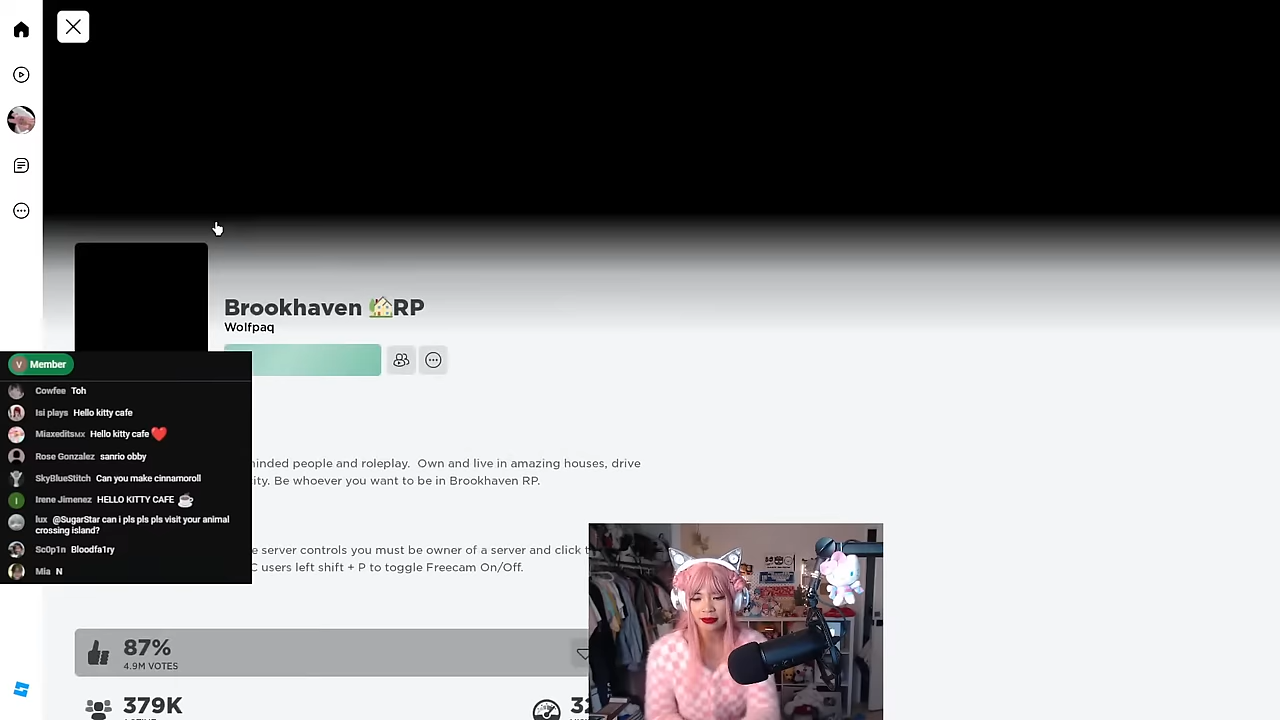 Brookhaven 🏡RP
Wolfpaq
V Member
Cowfee Toh
Isi plays Hello kitty cafe
Miaxeditsмx Hello kitty cafe ❤️
Rose Gonzalez sanrio obby
SkyBlueStitch Can you make cinnamoroll
I Irene Jimenez HELLO KITTY CAFE ☕
lux @SugarStar can i pls pls pls visit your animal
crossing island?
Sc0p1n Bloodfa1ry
Mia N
minded people and roleplay. Own and live in amazing houses, drive
ity. Be whoever you want to be in Brookhaven RP.
e server controls you must be owner of a server and click t
C users left shift + P to toggle Freecam On/Off.
87%
4.9M VOTES
379K